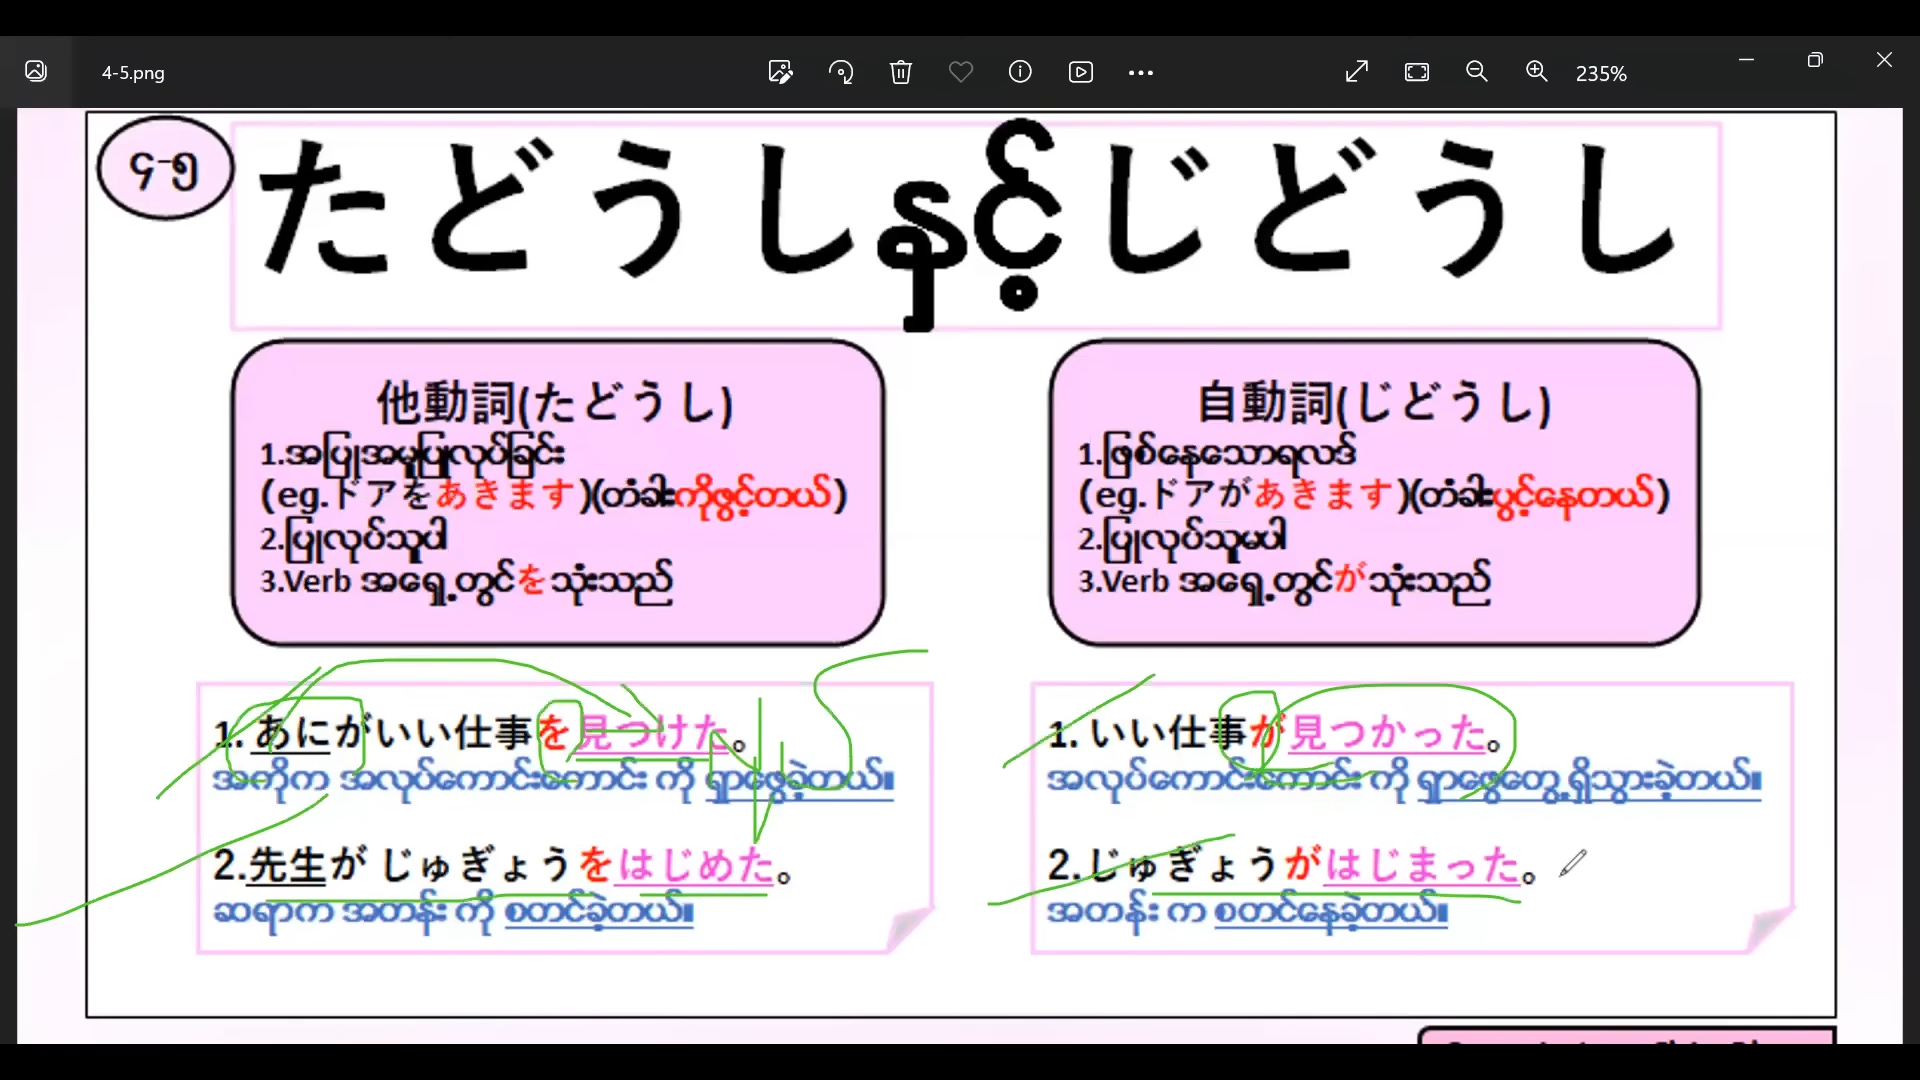 4-5.png
235%
၄-၅
たどうしနှင့်じどうし
他動詞(たどうし)
1.အပြုအမူပြုလုပ်ခြင်း
(eg.ドアをあきます)(တံခါးကိုဖွင့်တယ်)
2.ပြုလုပ်သူပါ
3.Verb အရှေ့တွင်をသုံးသည်
自動詞(じどうし)
1.ဖြစ်နေသောရလဒ်
(eg.ドアがあきます)(တံခါးပွင့်နေတယ်)
2.ပြုလုပ်သူမပါ
3.Verb အရှေ့တွင်がသုံးသည်
1. あにがいい仕事を見つけた。
အကိုက အလုပ်ကောင်းကောင်း ကို ရှာဖွေခဲ့တယ်။
2.先生が じゅぎょうをはじめた。
ဆရာက အတန်း ကို စတင်ခဲ့တယ်။
1. いい仕事が見つかった。
အလုပ်ကောင်းကောင်း ကို ရှာဖွေတွေ့ရှိသွားခဲ့တယ်။
2.じゅぎょうがはじまった。
အတန်း က စတင်နေခဲ့တယ်။